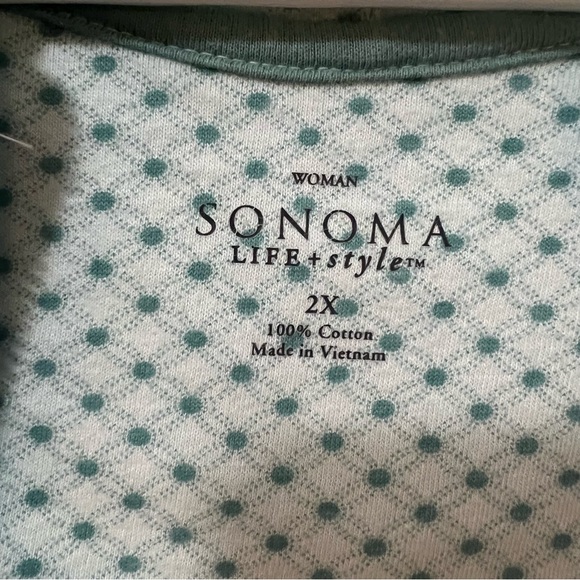 WOMAN
SONOMA
LIFE + style™
2X
100% Cotton
Made in Vietnam